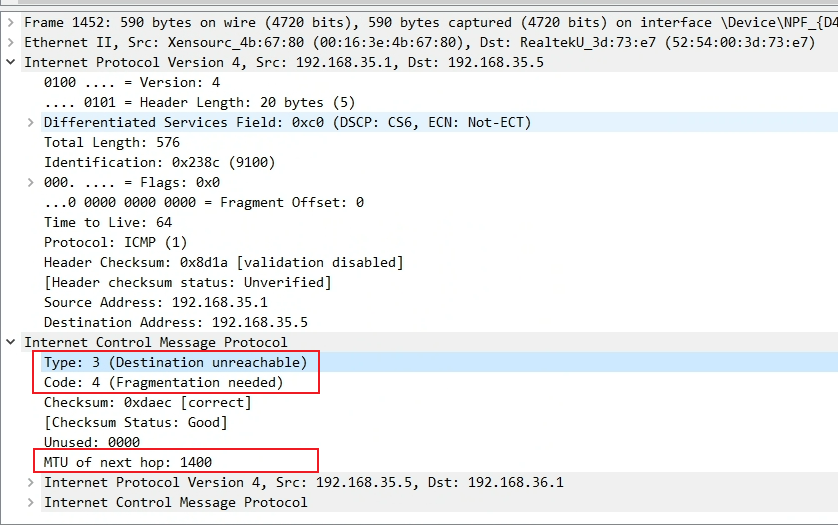 Frame 1452: 590 bytes on wire (4720 bits), 590 bytes captured (4720 bits) on interface \Device\NPF_{D4
Ethernet II, Src: Xensourc_4b:67:80 (00:16:3e:4b:67:80), Dst: RealtekU_3d:73:e7 (52:54:00:3d:73:e7)
Internet Protocol Version 4, Src: 192.168.35.1, Dst: 192.168.35.5
0100 .... = Version: 4
.... 0101 = Header Length: 20 bytes (5)
Differentiated Services Field: 0xc0 (DSCP: CS6, ECN: Not-ECT)
Total Length: 576
Identification: 0x238c (9100)
000. .... = Flags: 0x0
...0 0000 0000 0000 = Fragment Offset: 0
Time to Live: 64
Protocol: ICMP (1)
Header Checksum: 0x8d1a [validation disabled]
[Header checksum status: Unverified]
Source Address: 192.168.35.1
Destination Address: 192.168.35.5
Internet Control Message Protocol
Type: 3 (Destination unreachable)
Code: 4 (Fragmentation needed)
Checksum: 0xdaec [correct]
[Checksum Status: Good]
Unused: 0000
MTU of next hop: 1400
Internet Protocol Version 4, Src: 192.168.35.5, Dst: 192.168.36.1
Internet Control Message Protocol